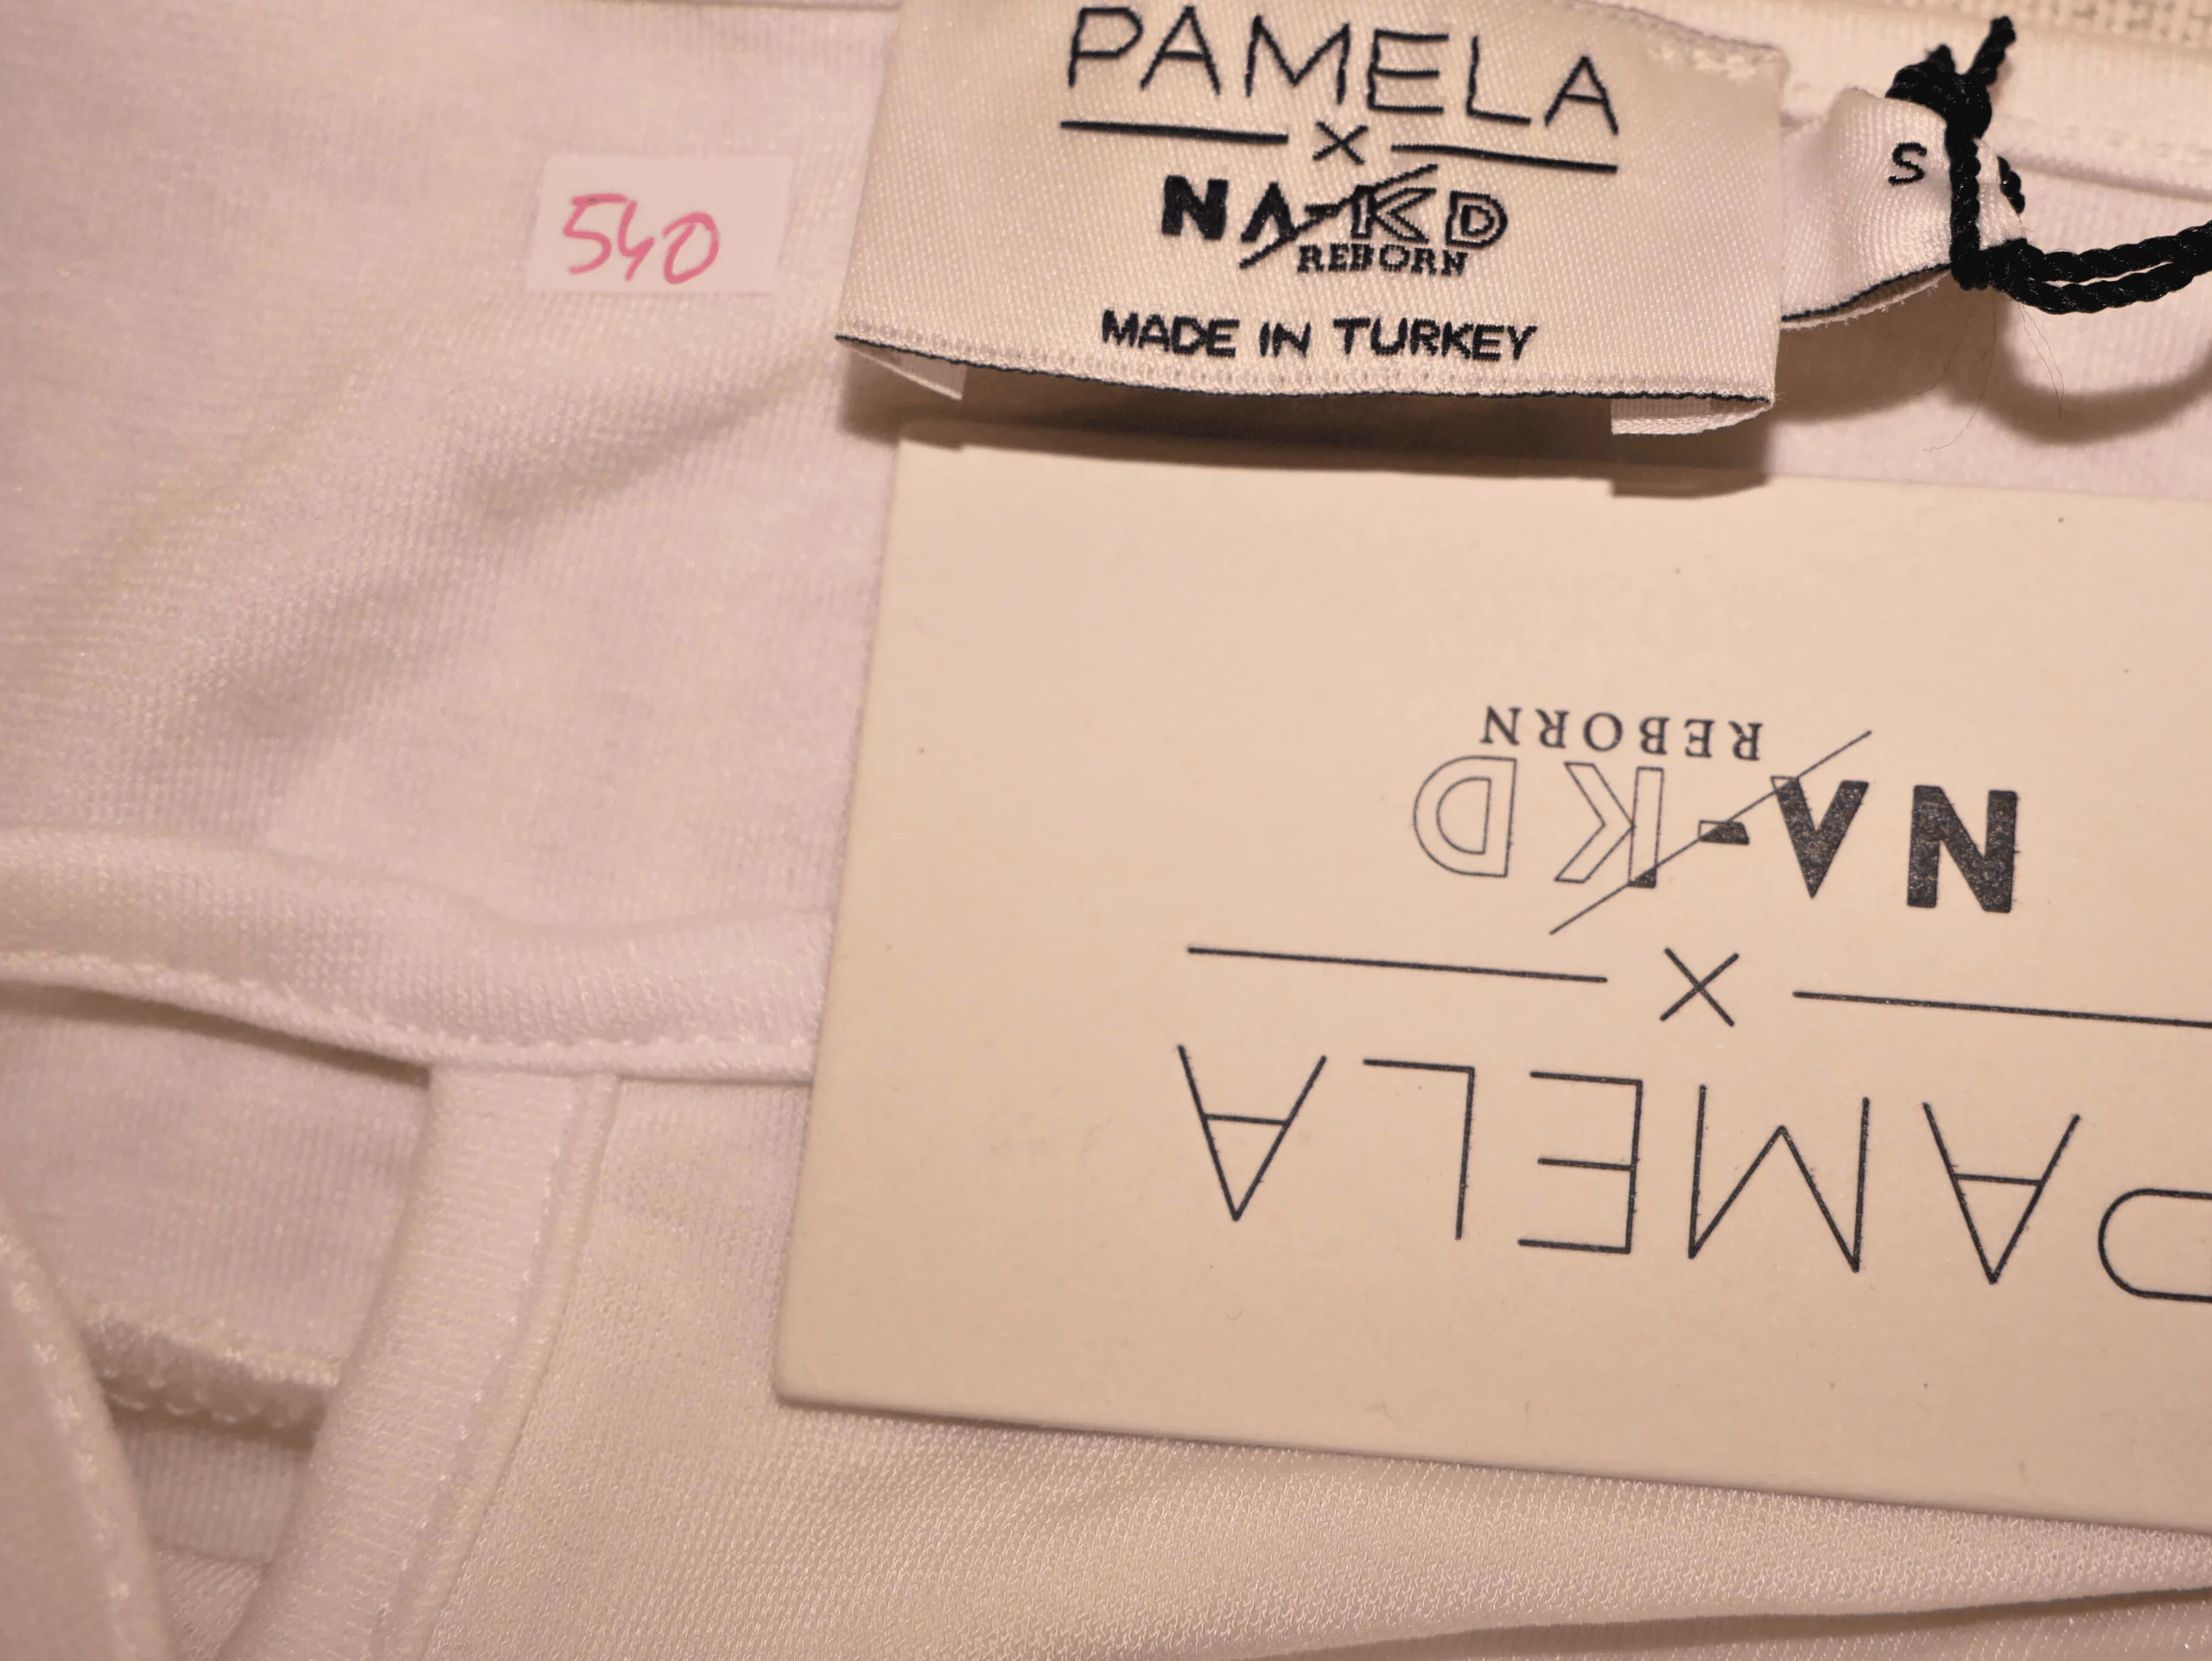 PAMELA
X
NA-KD
REBORN
MADE IN TURKEY
S
540
PAMELA
X
NA-KD
REBORN